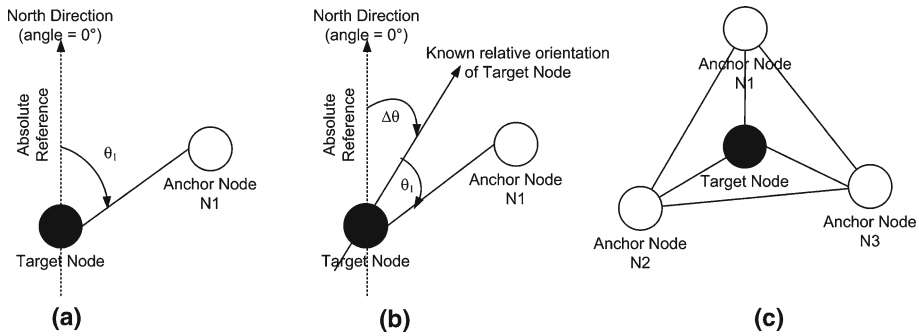 North Direction
(angle = 0°)
Absolute
Reference
θ1
Anchor Node
N1
Target Node
(a)
North Direction
(angle = 0°)
Known relative orientation
of Target Node
Absolute
Reference
Δθ
θ1
Anchor Node
N1
Target Node
(b)
Anchor Node
N1
Target Node
Anchor Node
N2
Anchor Node
N3
(c)